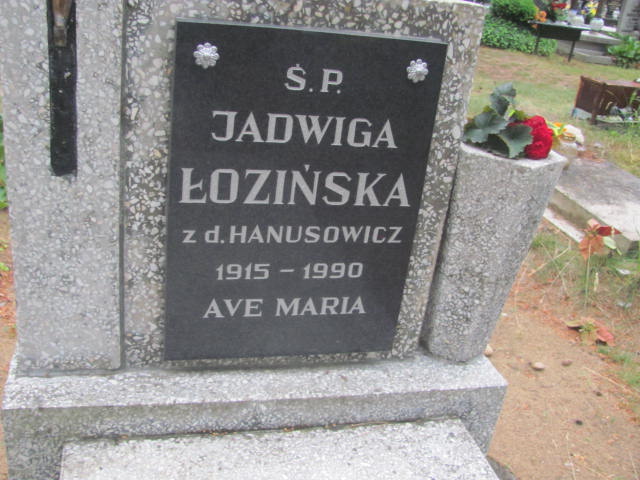 Ś.P.
JADWIGA
ŁOZIŃSKA
z d. HANUSOWICZ
1915 – 1990
AVE MARIA